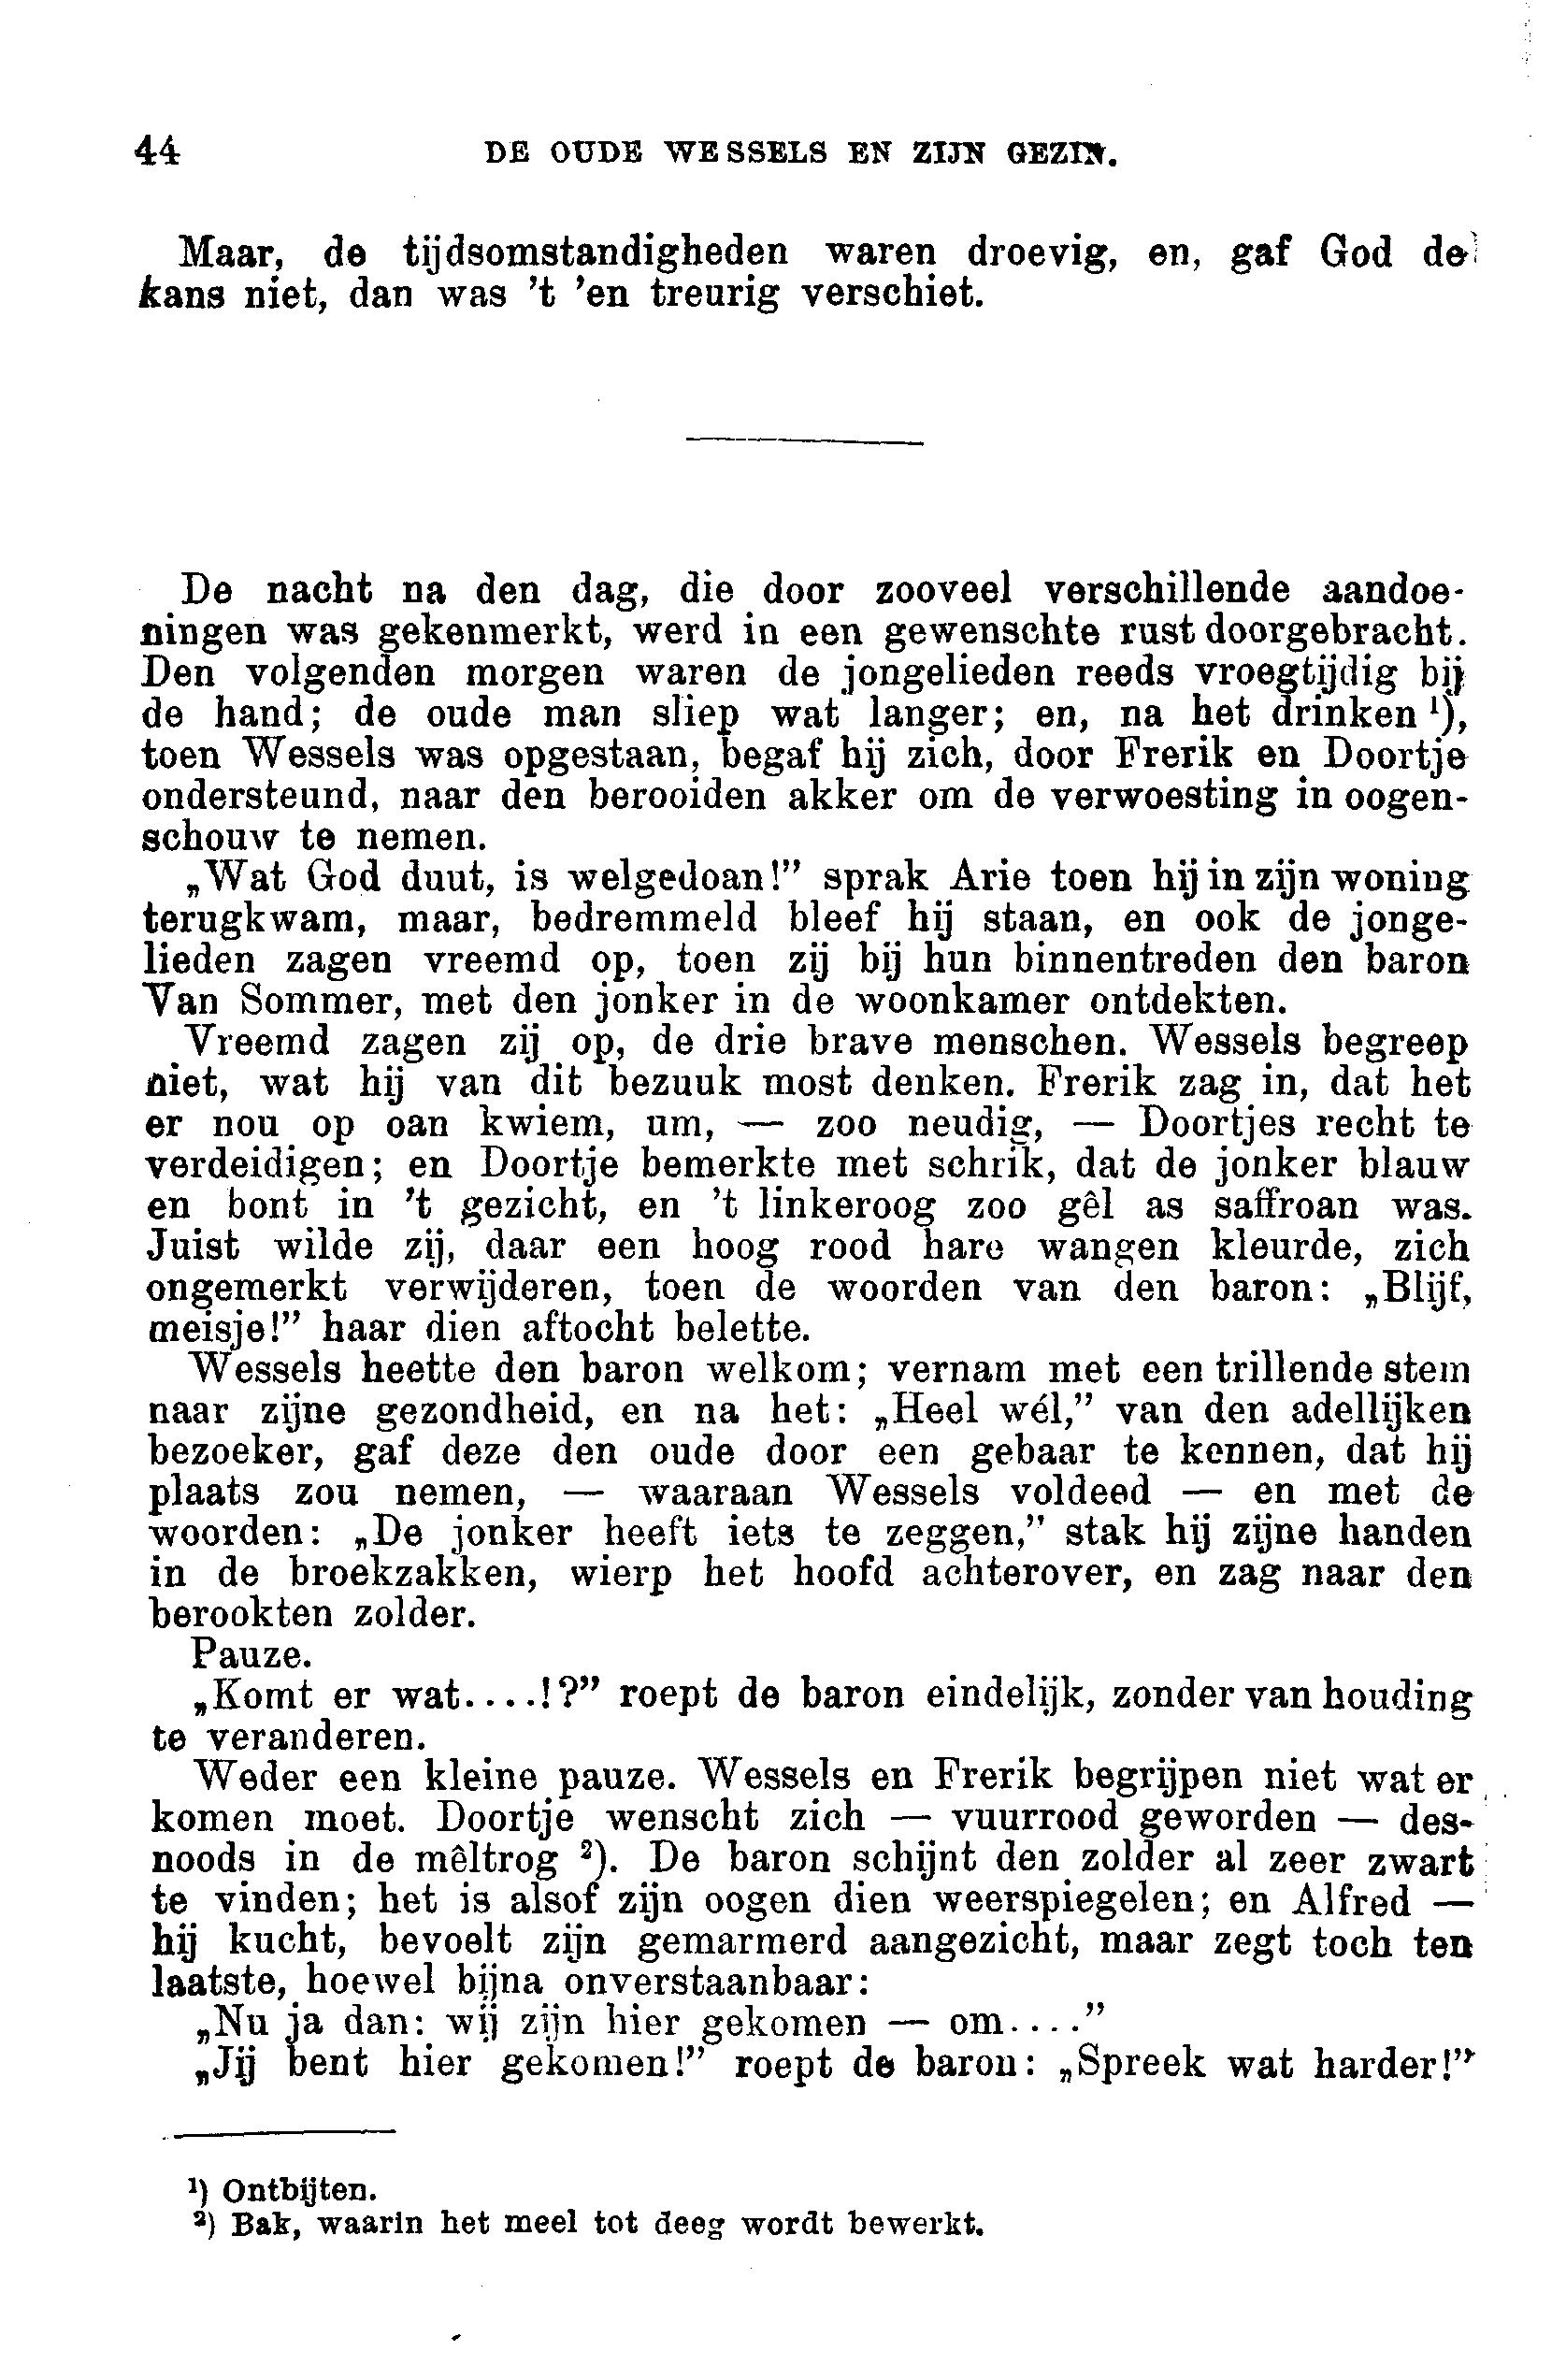 44 DE OUDE WESSELS EN ZIJN GEZIN.
Maar, de tijdsomstandigheden waren droevig, en, gaf God de
kans niet, dan was 't 'en treurig verschiet.
De nacht na den dag, die door zooveel verschillende aandoe-
ningen was gekenmerkt, werd in een gewenschte rust doorgebracht.
Den volgenden morgen waren de jongelieden reeds vroegtijdig bij
de hand; de oude man sliep wat langer; en, na het drinken ¹),
toen Wessels was opgestaan, begaf hij zich, door Frerik en Doortje
ondersteund, naar den berooiden akker om de verwoesting in oogen-
schouw te nemen.
„Wat God duut, is welgedoan!” sprak Arie toen hij in zijn woning
terugkwam, maar, bedremmeld bleef hij staan, en ook de jonge-
lieden zagen vreemd op, toen zij bij hun binnentreden den baron
Van Sommer, met den jonker in de woonkamer ontdekten.
Vreemd zagen zij op, de drie brave menschen. Wessels begreep
niet, wat hij van dit bezuuk most denken. Frerik zag in, dat het
er nou op oan kwiem, um, — zoo neudig, — Doortjes recht te
verdeidigen; en Doortje bemerkte met schrik, dat de jonker blauw
en bont in 't gezicht, en 't linkeroog zoo gêl as saffroan was.
Juist wilde zij, daar een hoog rood hare wangen kleurde, zich
ongemerkt verwijderen, toen de woorden van den baron: „Blijf,
meisje!” haar dien aftocht belette.
Wessels heette den baron welkom; vernam met een trillende stem
naar zijne gezondheid, en na het: „Heel wél,” van den adellijken
bezoeker, gaf deze den oude door een gebaar te kennen, dat hij
plaats zou nemen, — waaraan Wessels voldeed — en met de
woorden: „De jonker heeft iets te zeggen,” stak hij zijne handen
in de broekzakken, wierp het hoofd achterover, en zag naar den
berookten zolder.
Pauze.
„Komt er wat....!?” roept de baron eindelijk, zonder van houding
te veranderen.
Weder een kleine pauze. Wessels en Frerik begrijpen niet wat er
komen moet. Doortje wenscht zich — vuurrood geworden — des-
noods in de mêltrog ²). De baron schijnt den zolder al zeer zwart
te vinden; het is alsof zijn oogen dien weerspiegelen; en Alfred —
hij kucht, bevoelt zijn gemarmerd aangezicht, maar zegt toch ten
laatste, hoewel bijna onverstaanbaar:
„Nu ja dan: wij zijn hier gekomen — om....”
„Jij bent hier gekomen!” roept de baron: „Spreek wat harder!”
¹) Ontbijten.
²) Bak, waarin het meel tot deeg wordt bewerkt.